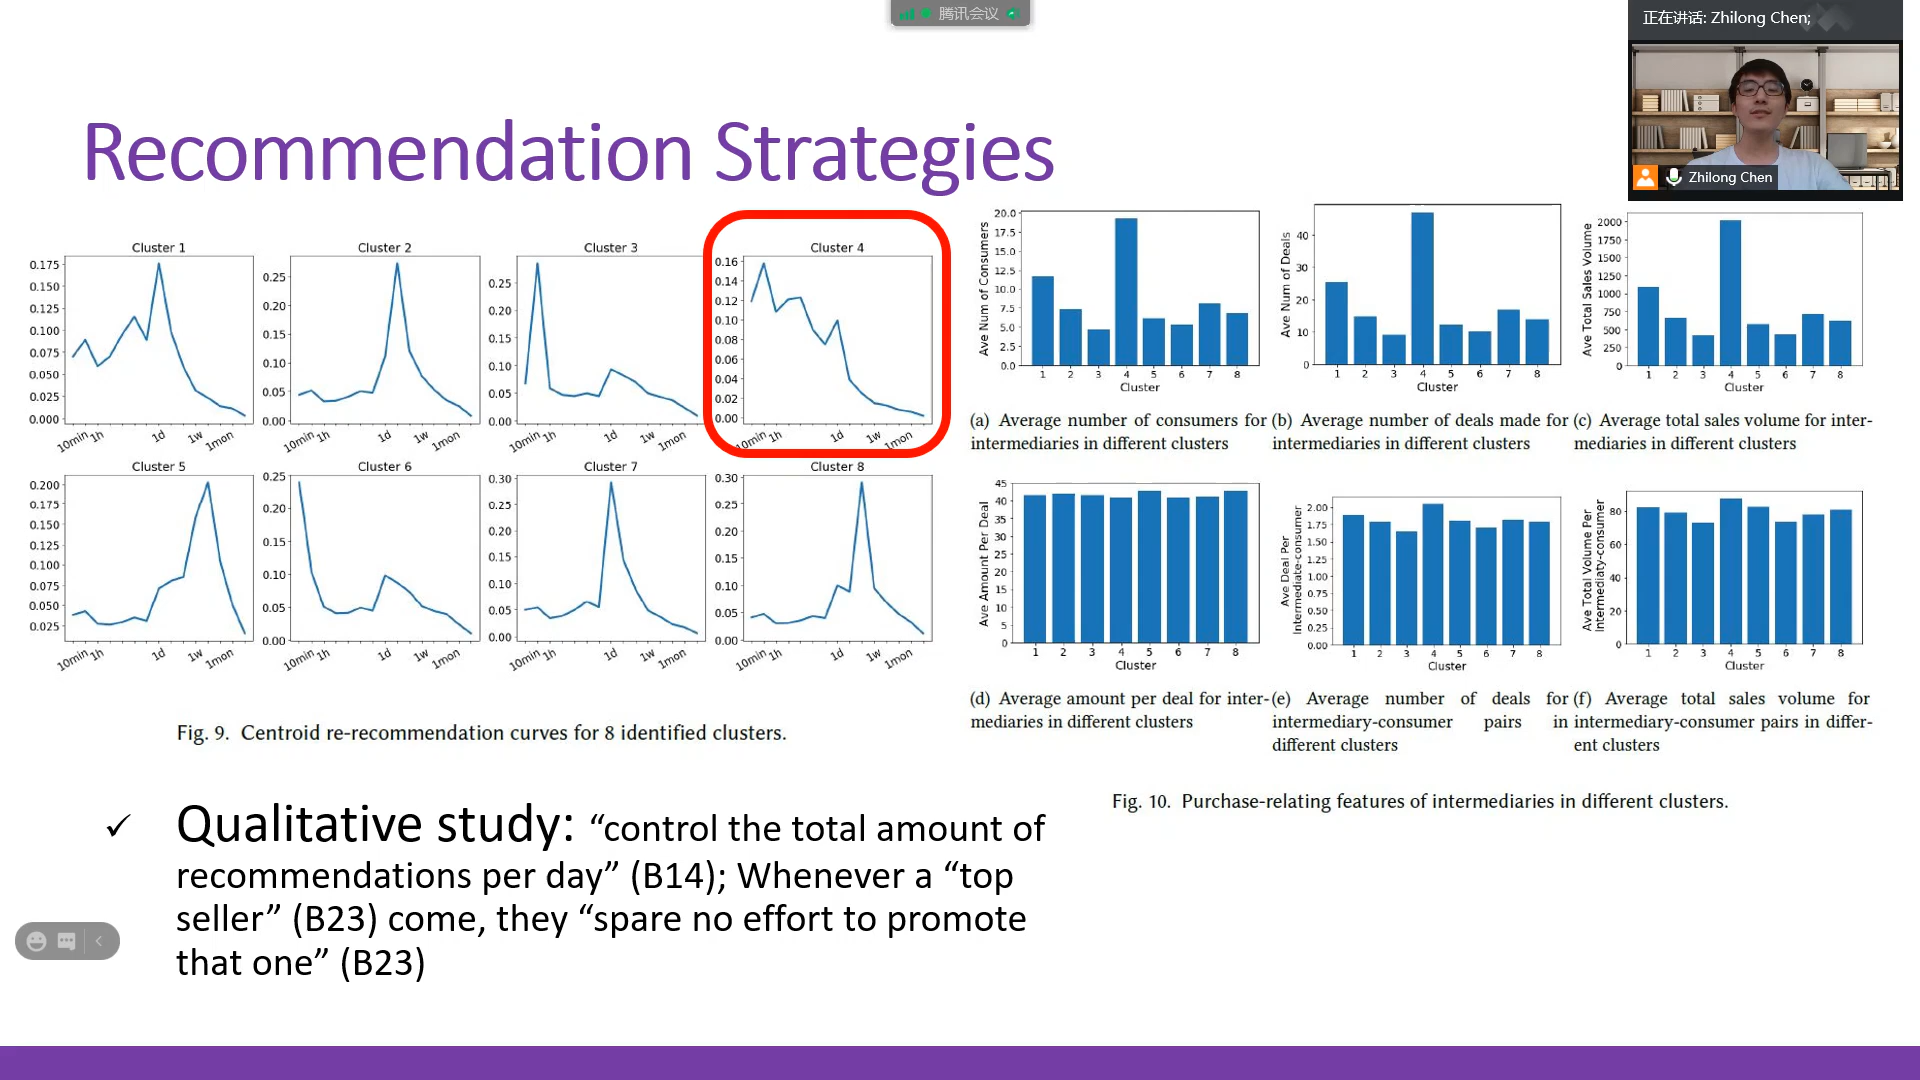 腾讯会议
正在讲话: Zhilong Chen;
Zhilong Chen
Recommendation Strategies
Cluster 1
0.175
0.150
0.125
0.100
0.075
0.050
0.025
0.000
10min 1h 1d 1w 1mon
Cluster 2
0.25
0.20
0.15
0.10
0.05
0.00
10min 1h 1d 1w 1mon
Cluster 3
0.25
0.20
0.15
0.10
0.05
0.00
10min 1h 1d 1w 1mon
Cluster 4
0.16
0.14
0.12
0.10
0.08
0.06
0.04
0.02
0.00
10min 1h 1d 1w 1mon
Cluster 5
0.200
0.175
0.150
0.125
0.100
0.075
0.050
0.025
10min 1h 1d 1w 1mon
Cluster 6
0.25
0.20
0.15
0.10
0.05
0.00
10min 1h 1d 1w 1mon
Cluster 7
0.30
0.25
0.20
0.15
0.10
0.05
0.00
10min 1h 1d 1w 1mon
Cluster 8
0.30
0.25
0.20
0.15
0.10
0.05
0.00
10min 1h 1d 1w 1mon
Fig. 9. Centroid re-recommendation curves for 8 identified clusters.
Ave Num of Consumers
20.0
17.5
15.0
12.5
10.0
7.5
5.0
2.5
0.0
1 2 3 4 5 6 7 8
Cluster
(a) Average number of consumers for
intermediaries in different clusters
Ave Num of Deals
40
30
20
10
0
1 2 3 4 5 6 7 8
Cluster
(b) Average number of deals made for
intermediaries in different clusters
Ave Total Sales Volume
2000
1750
1500
1250
1000
750
500
250
0
1 2 3 4 5 6 7 8
Cluster
(c) Average total sales volume for inter-
mediaries in different clusters
Ave Amount Per Deal
45
40
35
30
25
20
15
10
5
0
1 2 3 4 5 6 7 8
Cluster
(d) Average amount per deal for inter-
mediaries in different clusters
Ave Deal Per
Intermediate-consumer
2.00
1.75
1.50
1.25
1.00
0.75
0.50
0.25
0.00
1 2 3 4 5 6 7 8
Cluster
(e) Average number of deals for
intermediary-consumer pairs in
different clusters
Ave Total Volume Per
Intermediaty-consumer
80
60
40
20
0
1 2 3 4 5 6 7 8
Cluster
(f) Average total sales volume for
intermediary-consumer pairs in differ-
ent clusters
Fig. 10. Purchase-relating features of intermediaries in different clusters.
✓ Qualitative study: “control the total amount of
recommendations per day” (B14); Whenever a “top
seller” (B23) come, they “spare no effort to promote
that one” (B23)